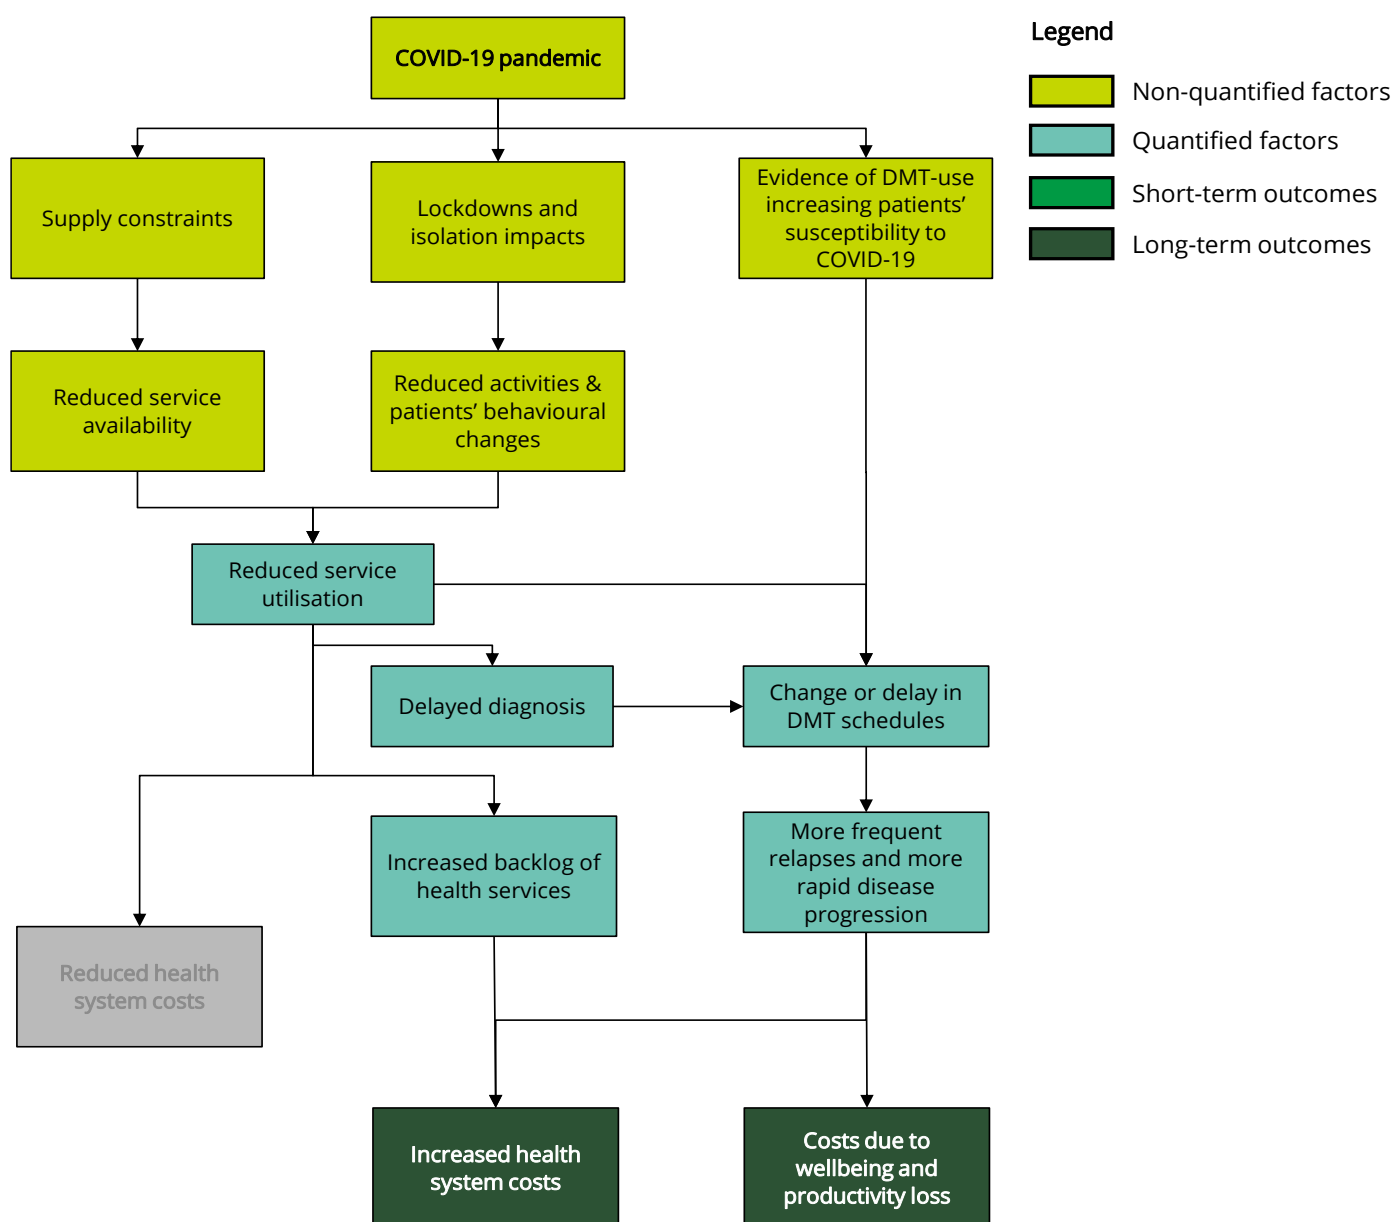 COVID-19 pandemic
Legend
Non-quantified factors
Quantified factors
Short-term outcomes
Long-term outcomes
Supply constraints
Lockdowns and
isolation impacts
Evidence of DMT-use
increasing patients’
susceptibility to
COVID-19
Reduced service
availability
Reduced activities &
patients’ behavioural
changes
Reduced service
utilisation
Delayed diagnosis
Change or delay in
DMT schedules
Increased backlog of
health services
More frequent
relapses and more
rapid disease
progression
Reduced health
system costs
Increased health
system costs
Costs due to
wellbeing and
productivity loss